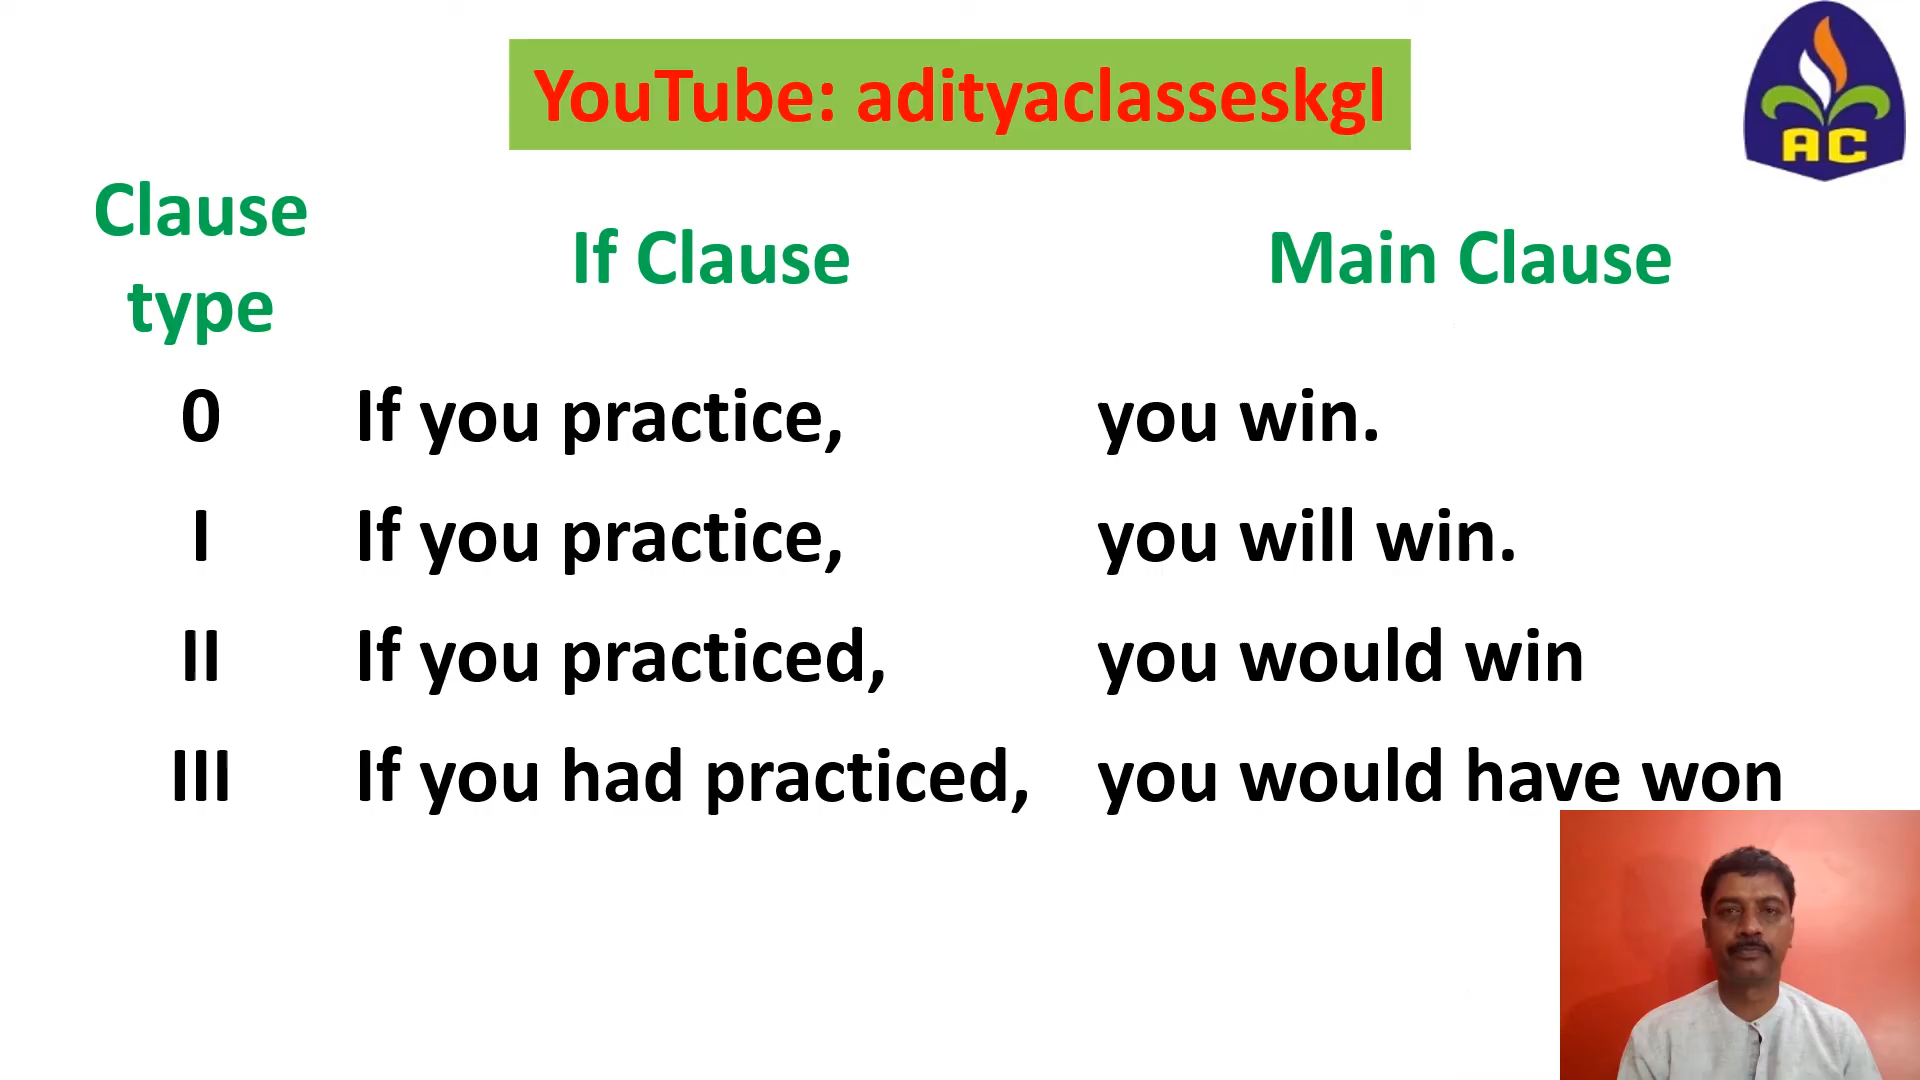 YouTube: adityaclasseskgl
AC
Clause type If Clause Main Clause
0 If you practice, you win.
I If you practice, you will win.
II If you practiced, you would win
III If you had practiced, you would have won